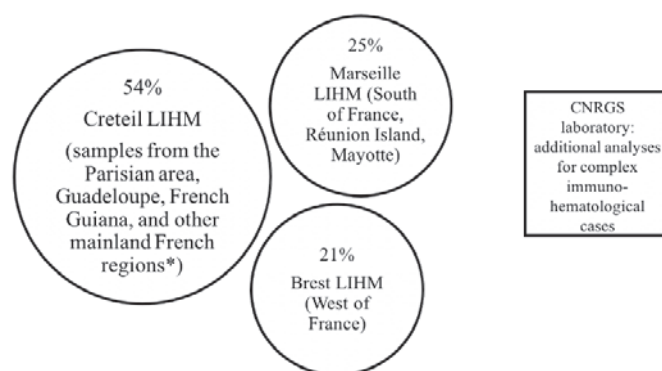 54%
Creteil LIHM
(samples from the
Parisian area,
Guadeloupe, French
Guiana, and other
mainland French
regions*)
25%
Marseille
LIHM (South
of France,
Réunion Island,
Mayotte)
21%
Brest LIHM
(West of
France)
CNRGS
laboratory:
additional analyses
for complex
immuno-
hematological
cases